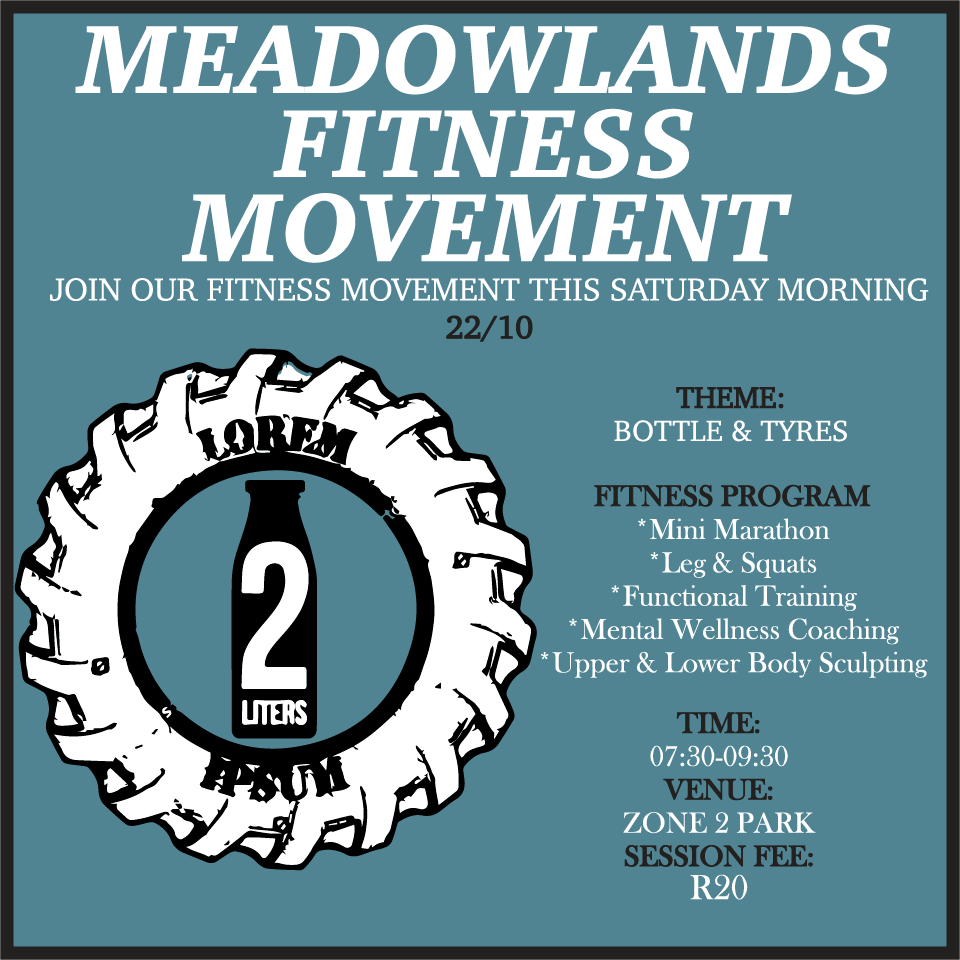 MEADOWLANDS
FITNESS
MOVEMENT
JOIN OUR FITNESS MOVEMENT THIS SATURDAY MORNING
22/10
LOREM
2
LITERS
IPSUM
THEME:
BOTTLE & TYRES
FITNESS PROGRAM
*Mini Marathon
*Leg & Squats
*Functional Training
*Mental Wellness Coaching
*Upper & Lower Body Sculpting
TIME:
07:30-09:30
VENUE:
ZONE 2 PARK
SESSION FEE:
R20